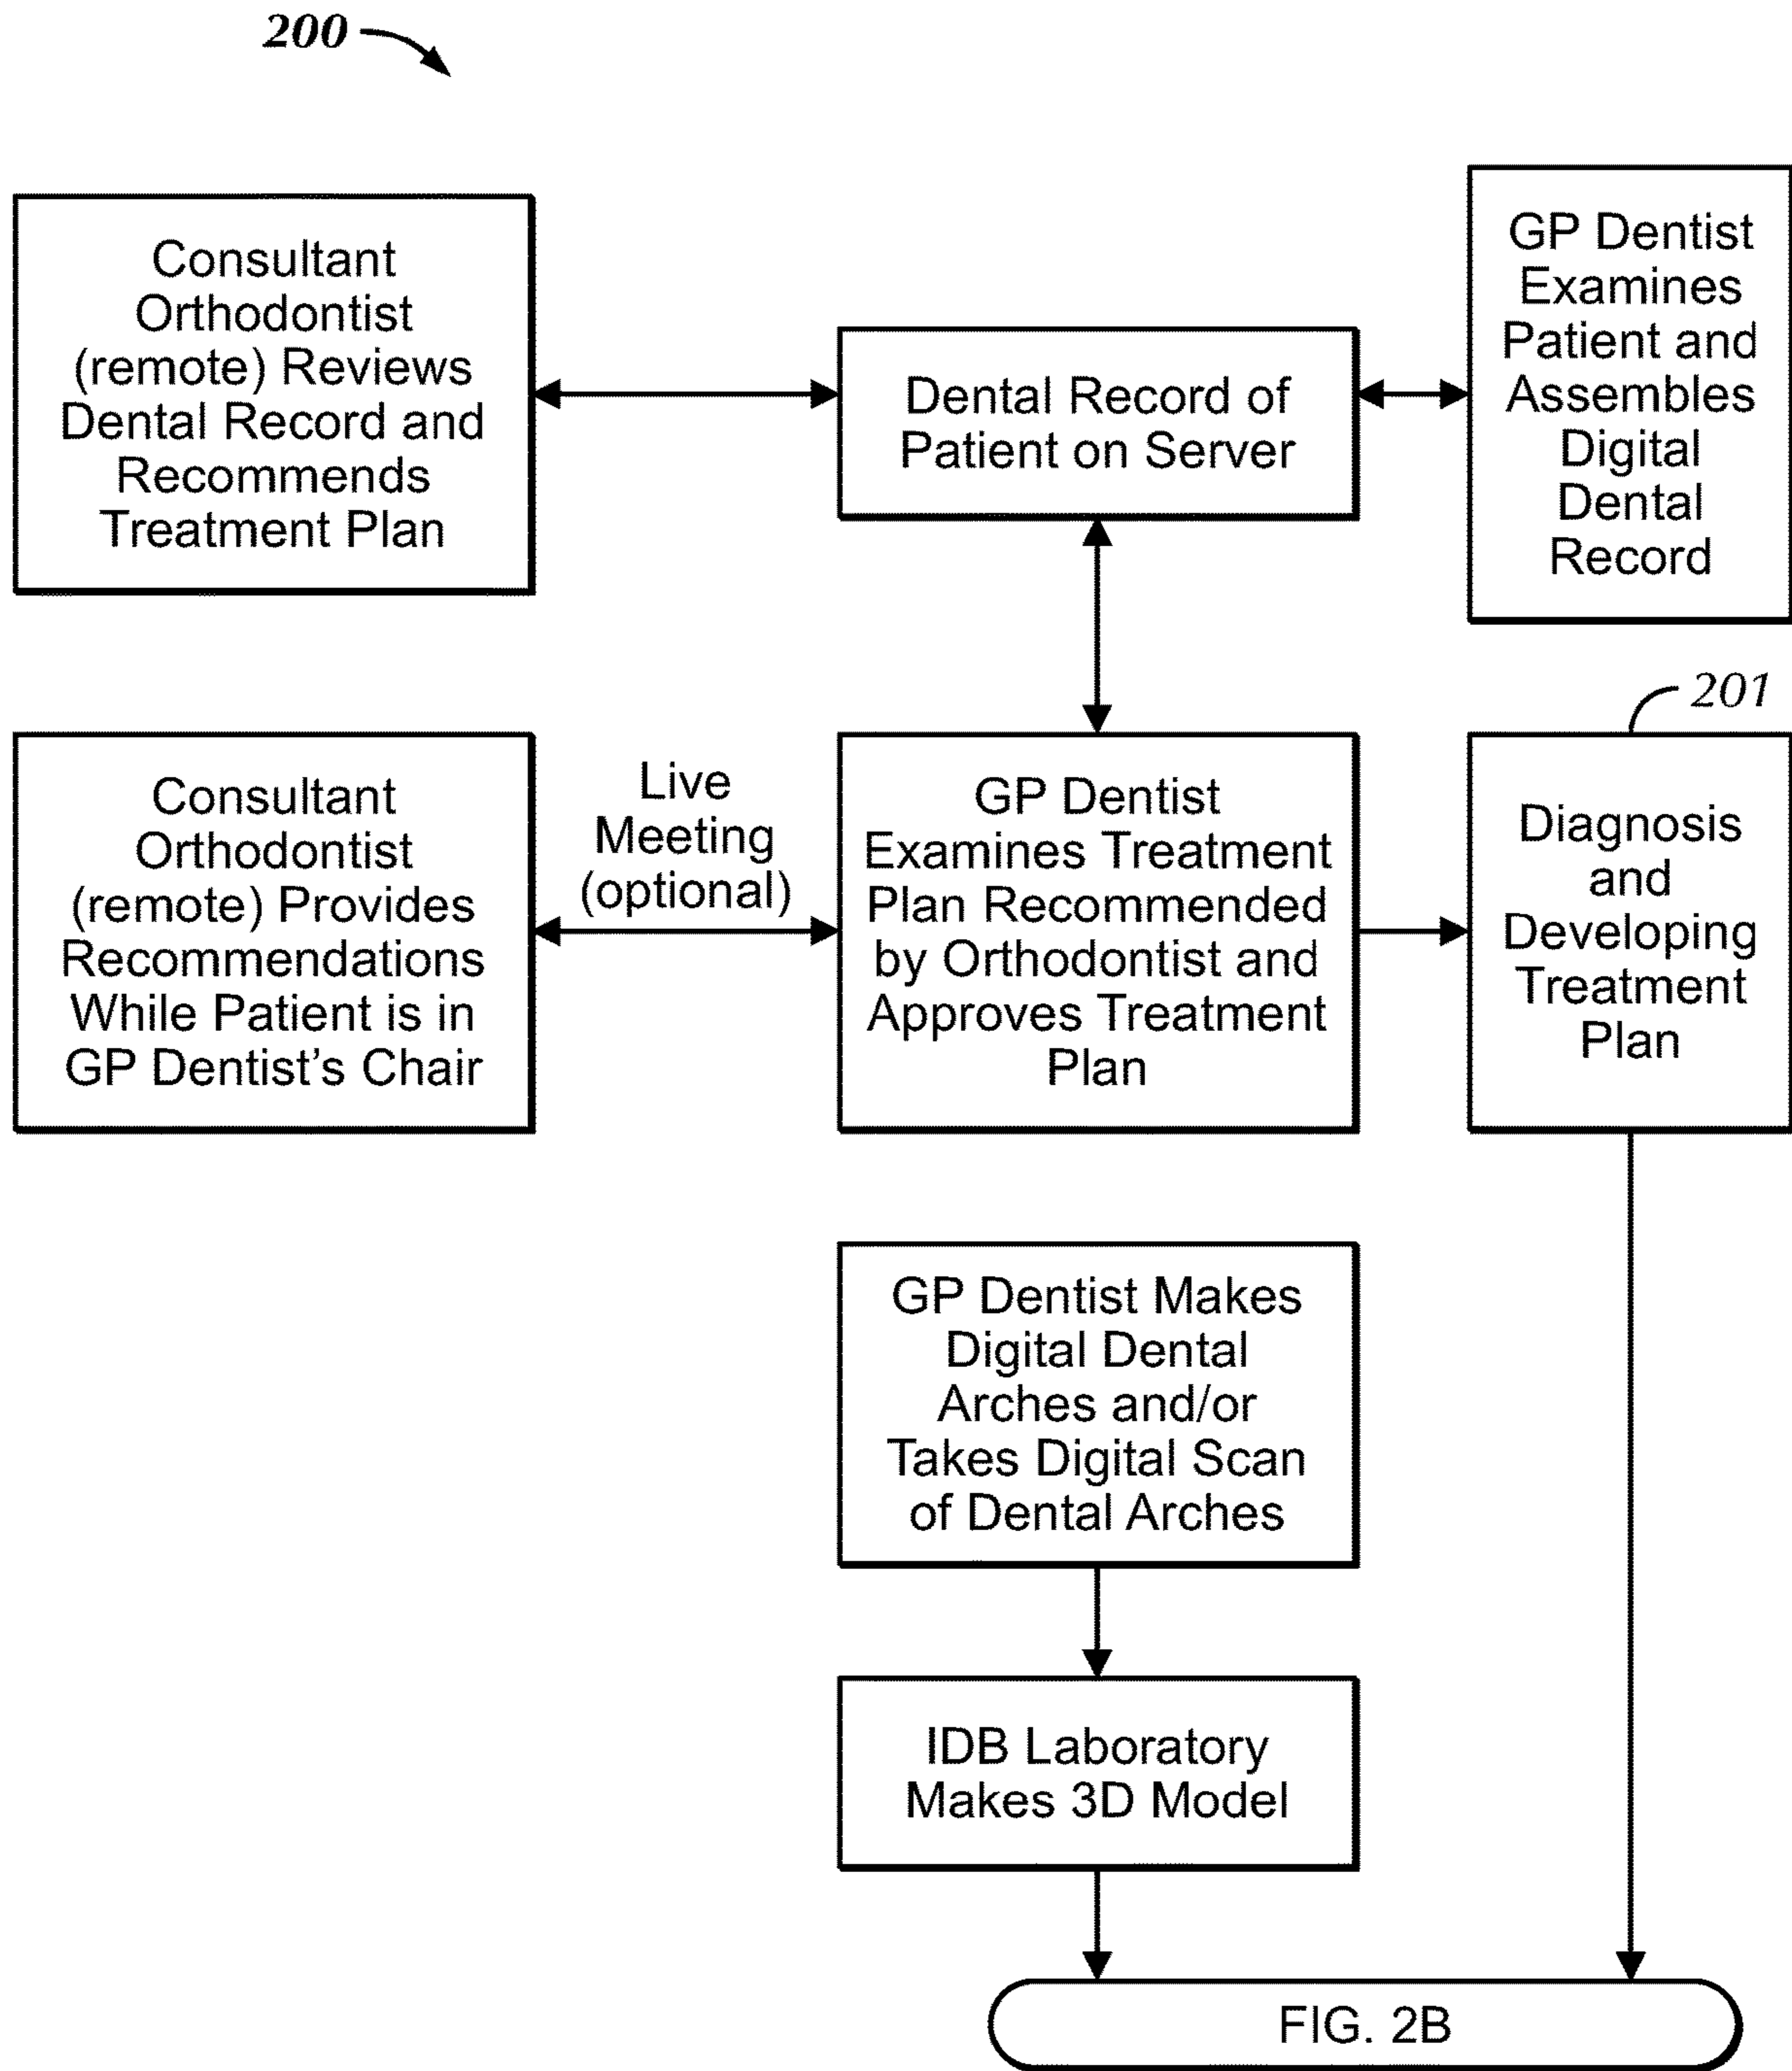 200
Consultant
Orthodontist
(remote) Reviews
Dental Record and
Recommends
Treatment Plan
Dental Record of
Patient on Server
GP Dentist
Examines
Patient and
Assembles
Digital
Dental
Record
Consultant
Orthodontist
(remote) Provides
Recommendations
While Patient is in
GP Dentist's Chair
Live
Meeting
(optional)
GP Dentist
Examines Treatment
Plan Recommended
by Orthodontist and
Approves Treatment
Plan
201
Diagnosis
and
Developing
Treatment
Plan
GP Dentist Makes
Digital Dental
Arches and/or
Takes Digital Scan
of Dental Arches
IDB Laboratory
Makes 3D Model
FIG. 2B